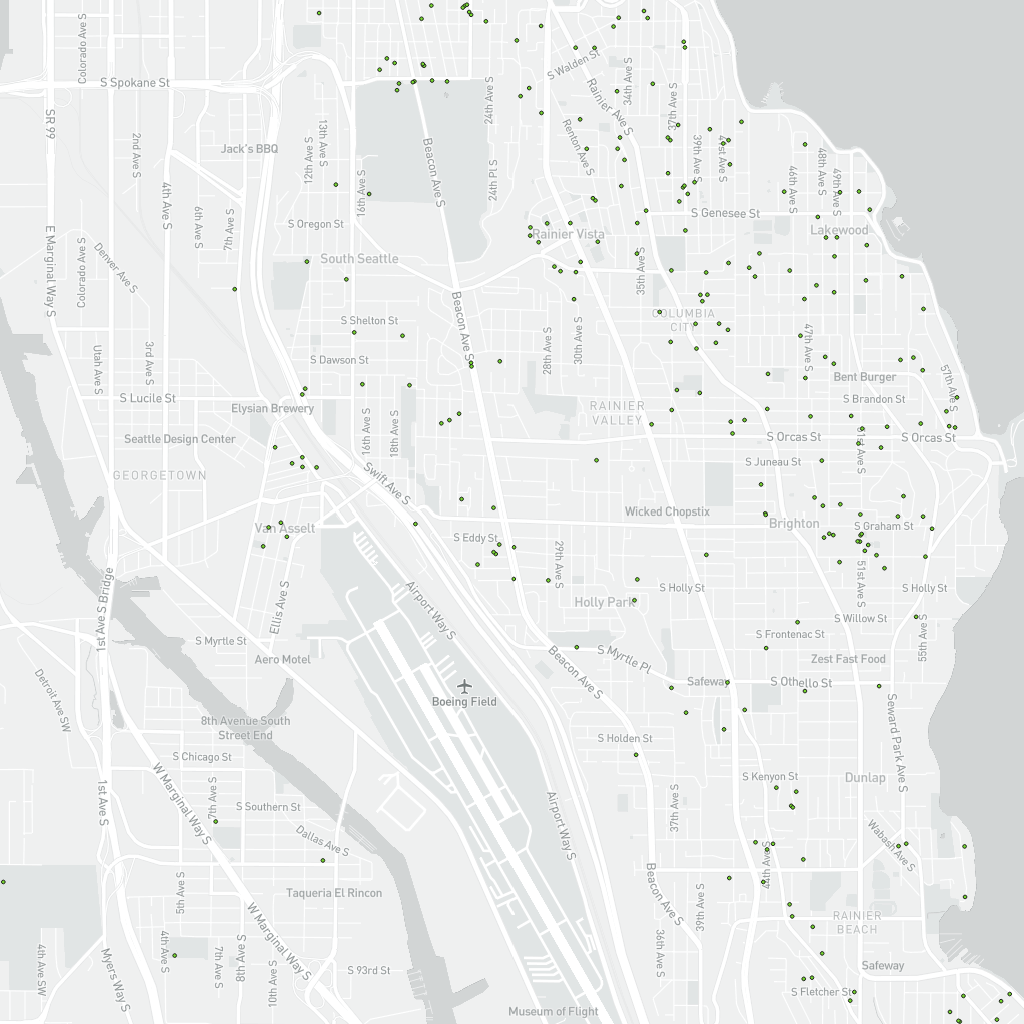 Colorado Ave S
S Spokane St
24th Ave S
S Walden St
Rainier Ave S
34th Ave S
37th Ave S
SR 99
2nd Ave S
Jack's BBQ
12th Ave S
13th Ave S
Beacon Ave S
24th Pl S
Renton Ave S
39th Ave S
41st Ave S
46th Ave S
48th Ave S
49th Ave S
4th Ave S
6th Ave S
7th Ave S
16th Ave S
S Oregon St
S Genesee St
Lakewood
Rainier Vista
E Marginal Way S
Colorado Ave S
Denver Ave S
South Seattle
35th Ave S
Beacon Ave S
S Shelton St
COLUMBIA
CITY
28th Ave S
30th Ave S
47th Ave S
Utah Ave S
3rd Ave S
S Dawson St
Bent Burger
57th Ave S
S Lucile St
Elysian Brewery
S Brandon St
RAINIER
VALLEY
16th Ave S
18th Ave S
Seattle Design Center
S Orcas St
51st Ave S
S Orcas St
GEORGETOWN
Swift Ave S
S Juneau St
Wicked Chopstix
Van Asselt
Brighton
S Graham St
S Eddy St
29th Ave S
51st Ave S
1st Ave S Bridge
Ellis Ave S
Airport Way S
S Holly St
S Holly St
Holly Park
S Willow St
S Myrtle St
S Frontenac St
55th Ave S
Aero Motel
Beacon Ave S
S Myrtle Pl
Zest Fast Food
Detroit Ave SW
Boeing Field
Safeway
S Othello St
8th Avenue South
Street End
Seward Park Ave S
S Holden St
S Chicago St
1st Ave S
W Marginal Way S
7th Ave S
S Kenyon St
Dunlap
S Southern St
Dallas Ave S
Airport Way S
37th Ave S
Wabash Ave S
5th Ave S
Taqueria El Rincon
Beacon Ave S
39th Ave S
44th Ave S
W Marginal Way S
RAINIER
BEACH
4th Ave SW
Myers Way S
4th Ave S
7th Ave S
8th Ave S
10th Ave S
S 93rd St
36th Ave S
Safeway
S Fletcher St
Museum of Flight